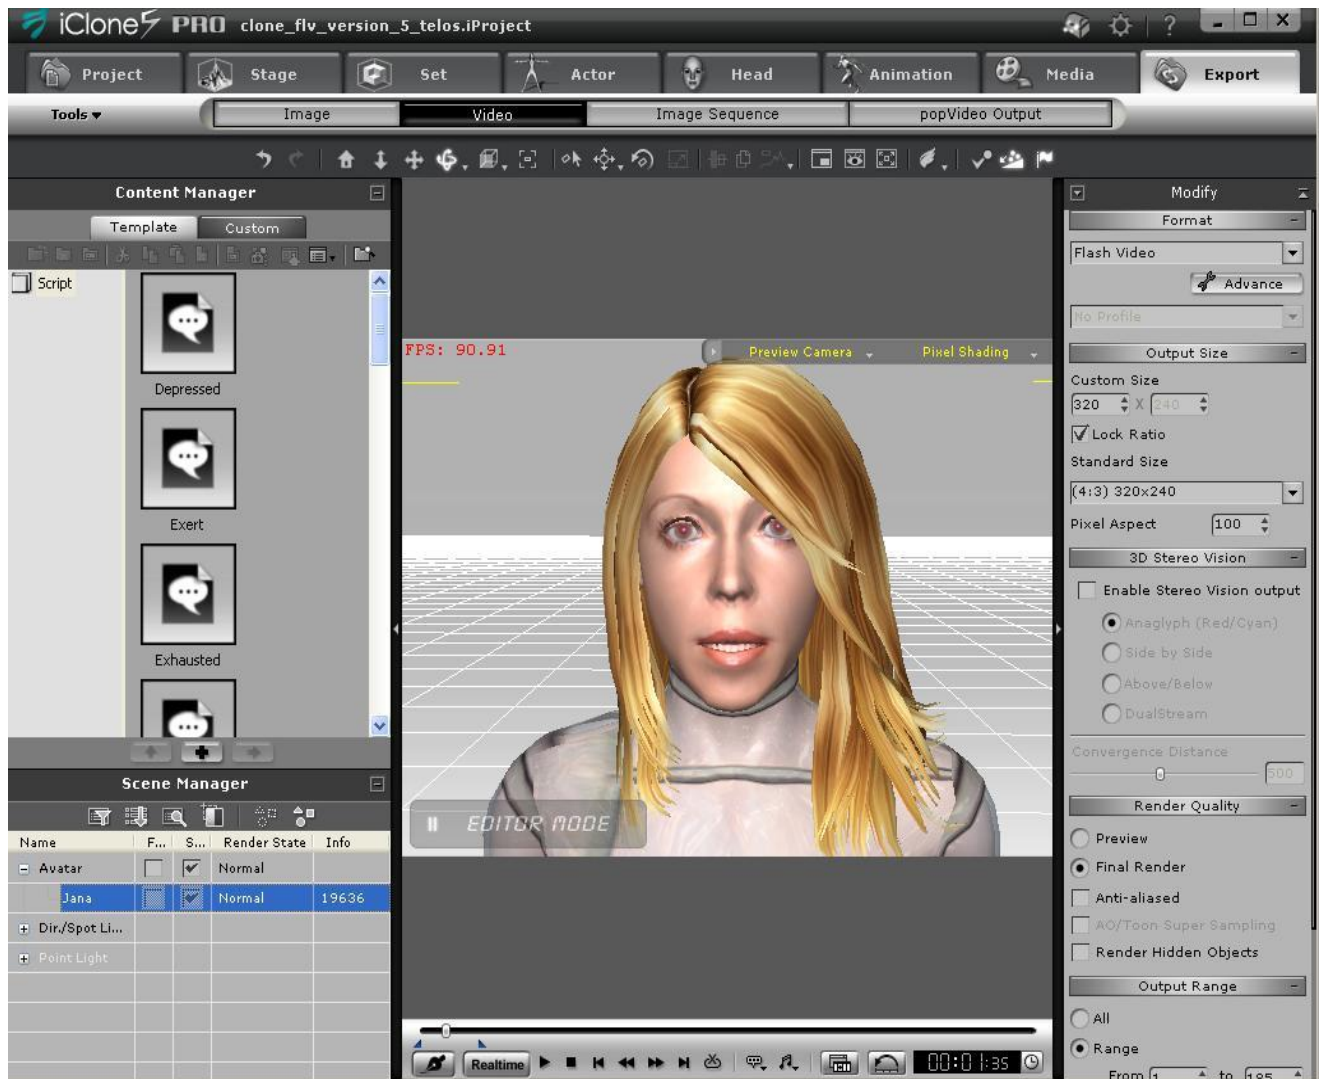 iClone5 PRO clone_flv_version_5_telos.iProject
Project Stage Set Actor Head Animation Media Export
Tools Image Video Image Sequence popVideo Output
Content Manager
Template Custom
Script
Depressed
Exert
Exhausted
Scene Manager
Name F... S... Render State Info
Avatar Normal
Jana Normal 19636
Dir./Spot Li...
Point Light
FPS: 90.91 Preview Camera Pixel Shading
EDITOR MODE
Realtime 00:01:35
Modify
Format
Flash Video
Advance
No Profile
Output Size
Custom Size
320 X 240
Lock Ratio
Standard Size
(4:3) 320x240
Pixel Aspect 100
3D Stereo Vision
Enable Stereo Vision output
Anaglyph (Red/Cyan)
Side by Side
Above/Below
DualStream
Convergence Distance
500
Render Quality
Preview
Final Render
Anti-aliased
AO/Toon Super Sampling
Render Hidden Objects
Output Range
All
Range
From 1 to 185